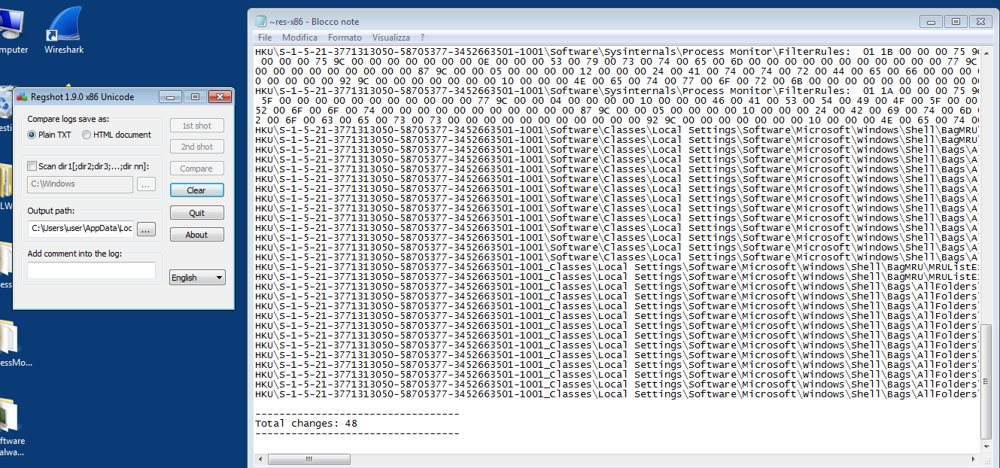 mputer
Wireshark
esti
LW
ess
essMo...
ftware
alwa...
Regshot 1.9.0 x86 Unicode
Compare logs save as:
Plain TXT
HTML document
Scan dir1[;dir2;dir3;...;dir nn]:
C:\Windows
...
Output path:
C:\Users\user\AppData\Loc
...
Add comment into the log:
1st shot
2nd shot
Compare
Clear
Quit
About
English
~res-x86 - Blocco note
File Modifica Formato Visualizza ?
HKU\S-1-5-21-3771313050-58705377-3452663501-1001\Software\Sysinternals\Process Monitor\FilterRules: 01 1B 00 00 00 75 9C
00 00 00 75 9C 00 00 00 00 00 00 00 0E 00 00 00 53 00 79 00 73 00 74 00 65 00 6D 00 00 00 00 00 00 00 00 00 00 00 77 9C
00 00 00 00 00 00 00 00 00 87 9C 00 00 05 00 00 00 00 12 00 00 00 24 00 41 00 74 00 74 00 72 00 44 00 65 00 66 00 00 00 0
0 00 00 00 00 92 9C 00 00 00 00 00 00 00 10 00 00 00 4E 00 65 00 74 00 77 00 6F 00 72 00 6B 00 00 00 00 00 00 00 00 00 00
HKU\S-1-5-21-3771313050-58705377-3452663501-1001\Software\Sysinternals\Process Monitor\FilterRules: 01 1A 00 00 00 75 9C
5F 00 00 00 00 00 00 00 00 00 00 77 9C 00 00 04 00 00 00 00 10 00 00 00 46 00 41 00 53 00 54 00 49 00 4F 00 5F 00 00 00
52 00 6F 00 6F 00 74 00 00 00 00 00 00 00 00 00 00 00 87 9C 00 00 05 00 00 00 00 10 00 00 00 24 00 42 00 69 00 74 00 6D 0
2 00 6F 00 63 00 65 00 73 00 73 00 00 00 00 00 00 00 00 00 00 00 92 9C 00 00 00 00 00 00 00 10 00 00 00 4E 00 65 00 74 0
HKU\S-1-5-21-3771313050-58705377-3452663501-1001\Software\Classes\Local Settings\Software\Microsoft\Windows\Shell\BagMRU\
HKU\S-1-5-21-3771313050-58705377-3452663501-1001\Software\Classes\Local Settings\Software\Microsoft\Windows\Shell\BagMRU\
HKU\S-1-5-21-3771313050-58705377-3452663501-1001\Software\Classes\Local Settings\Software\Microsoft\Windows\Shell\Bags\Al
HKU\S-1-5-21-3771313050-58705377-3452663501-1001\Software\Classes\Local Settings\Software\Microsoft\Windows\Shell\Bags\Al
HKU\S-1-5-21-3771313050-58705377-3452663501-1001\Software\Classes\Local Settings\Software\Microsoft\Windows\Shell\Bags\Al
HKU\S-1-5-21-3771313050-58705377-3452663501-1001\Software\Classes\Local Settings\Software\Microsoft\Windows\Shell\Bags\Al
HKU\S-1-5-21-3771313050-58705377-3452663501-1001\Software\Classes\Local Settings\Software\Microsoft\Windows\Shell\Bags\Al
HKU\S-1-5-21-3771313050-58705377-3452663501-1001\Software\Classes\Local Settings\Software\Microsoft\Windows\Shell\Bags\Al
HKU\S-1-5-21-3771313050-58705377-3452663501-1001\Software\Classes\Local Settings\Software\Microsoft\Windows\Shell\Bags\Al
HKU\S-1-5-21-3771313050-58705377-3452663501-1001\Software\Classes\Local Settings\Software\Microsoft\Windows\Shell\Bags\Al
HKU\S-1-5-21-3771313050-58705377-3452663501-1001\Software\Classes\Local Settings\Software\Microsoft\Windows\Shell\Bags\Al
HKU\S-1-5-21-3771313050-58705377-3452663501-1001\Software\Classes\Local Settings\Software\Microsoft\Windows\Shell\Bags\Al
HKU\S-1-5-21-3771313050-58705377-3452663501-1001\Software\Classes\Local Settings\Software\Microsoft\Windows\Shell\Bags\Al
HKU\S-1-5-21-3771313050-58705377-3452663501-1001\Software\Classes\Local Settings\Software\Microsoft\Windows\Shell\Bags\Al
HKU\S-1-5-21-3771313050-58705377-3452663501-1001_Classes\Local Settings\Software\Microsoft\Windows\Shell\BagMRU\MRUListEx
HKU\S-1-5-21-3771313050-58705377-3452663501-1001_Classes\Local Settings\Software\Microsoft\Windows\Shell\BagMRU\MRUListEx
HKU\S-1-5-21-3771313050-58705377-3452663501-1001_Classes\Local Settings\Software\Microsoft\Windows\Shell\Bags\AllFolders\
HKU\S-1-5-21-3771313050-58705377-3452663501-1001_Classes\Local Settings\Software\Microsoft\Windows\Shell\Bags\AllFolders\
HKU\S-1-5-21-3771313050-58705377-3452663501-1001_Classes\Local Settings\Software\Microsoft\Windows\Shell\Bags\AllFolders\
HKU\S-1-5-21-3771313050-58705377-3452663501-1001_Classes\Local Settings\Software\Microsoft\Windows\Shell\Bags\AllFolders\
HKU\S-1-5-21-3771313050-58705377-3452663501-1001_Classes\Local Settings\Software\Microsoft\Windows\Shell\Bags\AllFolders\
HKU\S-1-5-21-3771313050-58705377-3452663501-1001_Classes\Local Settings\Software\Microsoft\Windows\Shell\Bags\AllFolders\
HKU\S-1-5-21-3771313050-58705377-3452663501-1001_Classes\Local Settings\Software\Microsoft\Windows\Shell\Bags\AllFolders\
HKU\S-1-5-21-3771313050-58705377-3452663501-1001_Classes\Local Settings\Software\Microsoft\Windows\Shell\Bags\AllFolders\
HKU\S-1-5-21-3771313050-58705377-3452663501-1001_Classes\Local Settings\Software\Microsoft\Windows\Shell\Bags\AllFolders\
HKU\S-1-5-21-3771313050-58705377-3452663501-1001_Classes\Local Settings\Software\Microsoft\Windows\Shell\Bags\AllFolders\
HKU\S-1-5-21-3771313050-58705377-3452663501-1001_Classes\Local Settings\Software\Microsoft\Windows\Shell\Bags\AllFolders\
HKU\S-1-5-21-3771313050-58705377-3452663501-1001_Classes\Local Settings\Software\Microsoft\Windows\Shell\Bags\AllFolders\
----------------------------------
Total changes: 48
----------------------------------